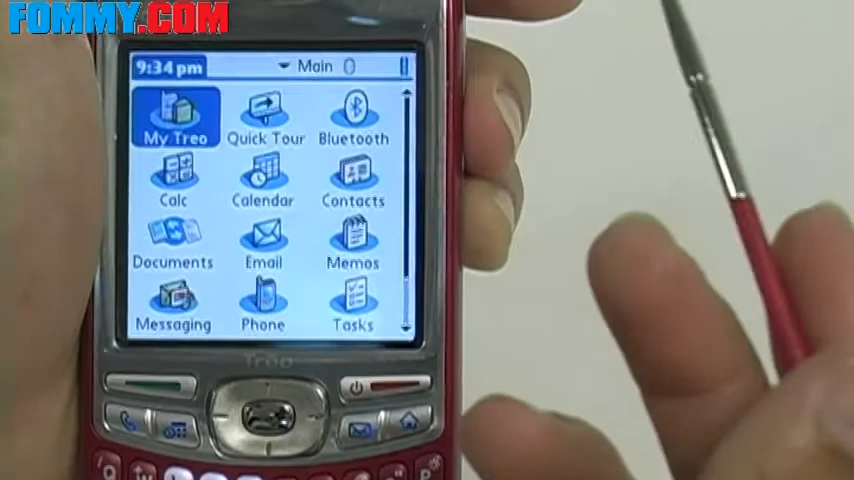 FOMMY.COM
9:34 pm Main
My Treo Quick Tour Bluetooth
Calc Calendar Contacts
Documents Email Memos
Messaging Phone Tasks
Treo
Q W P